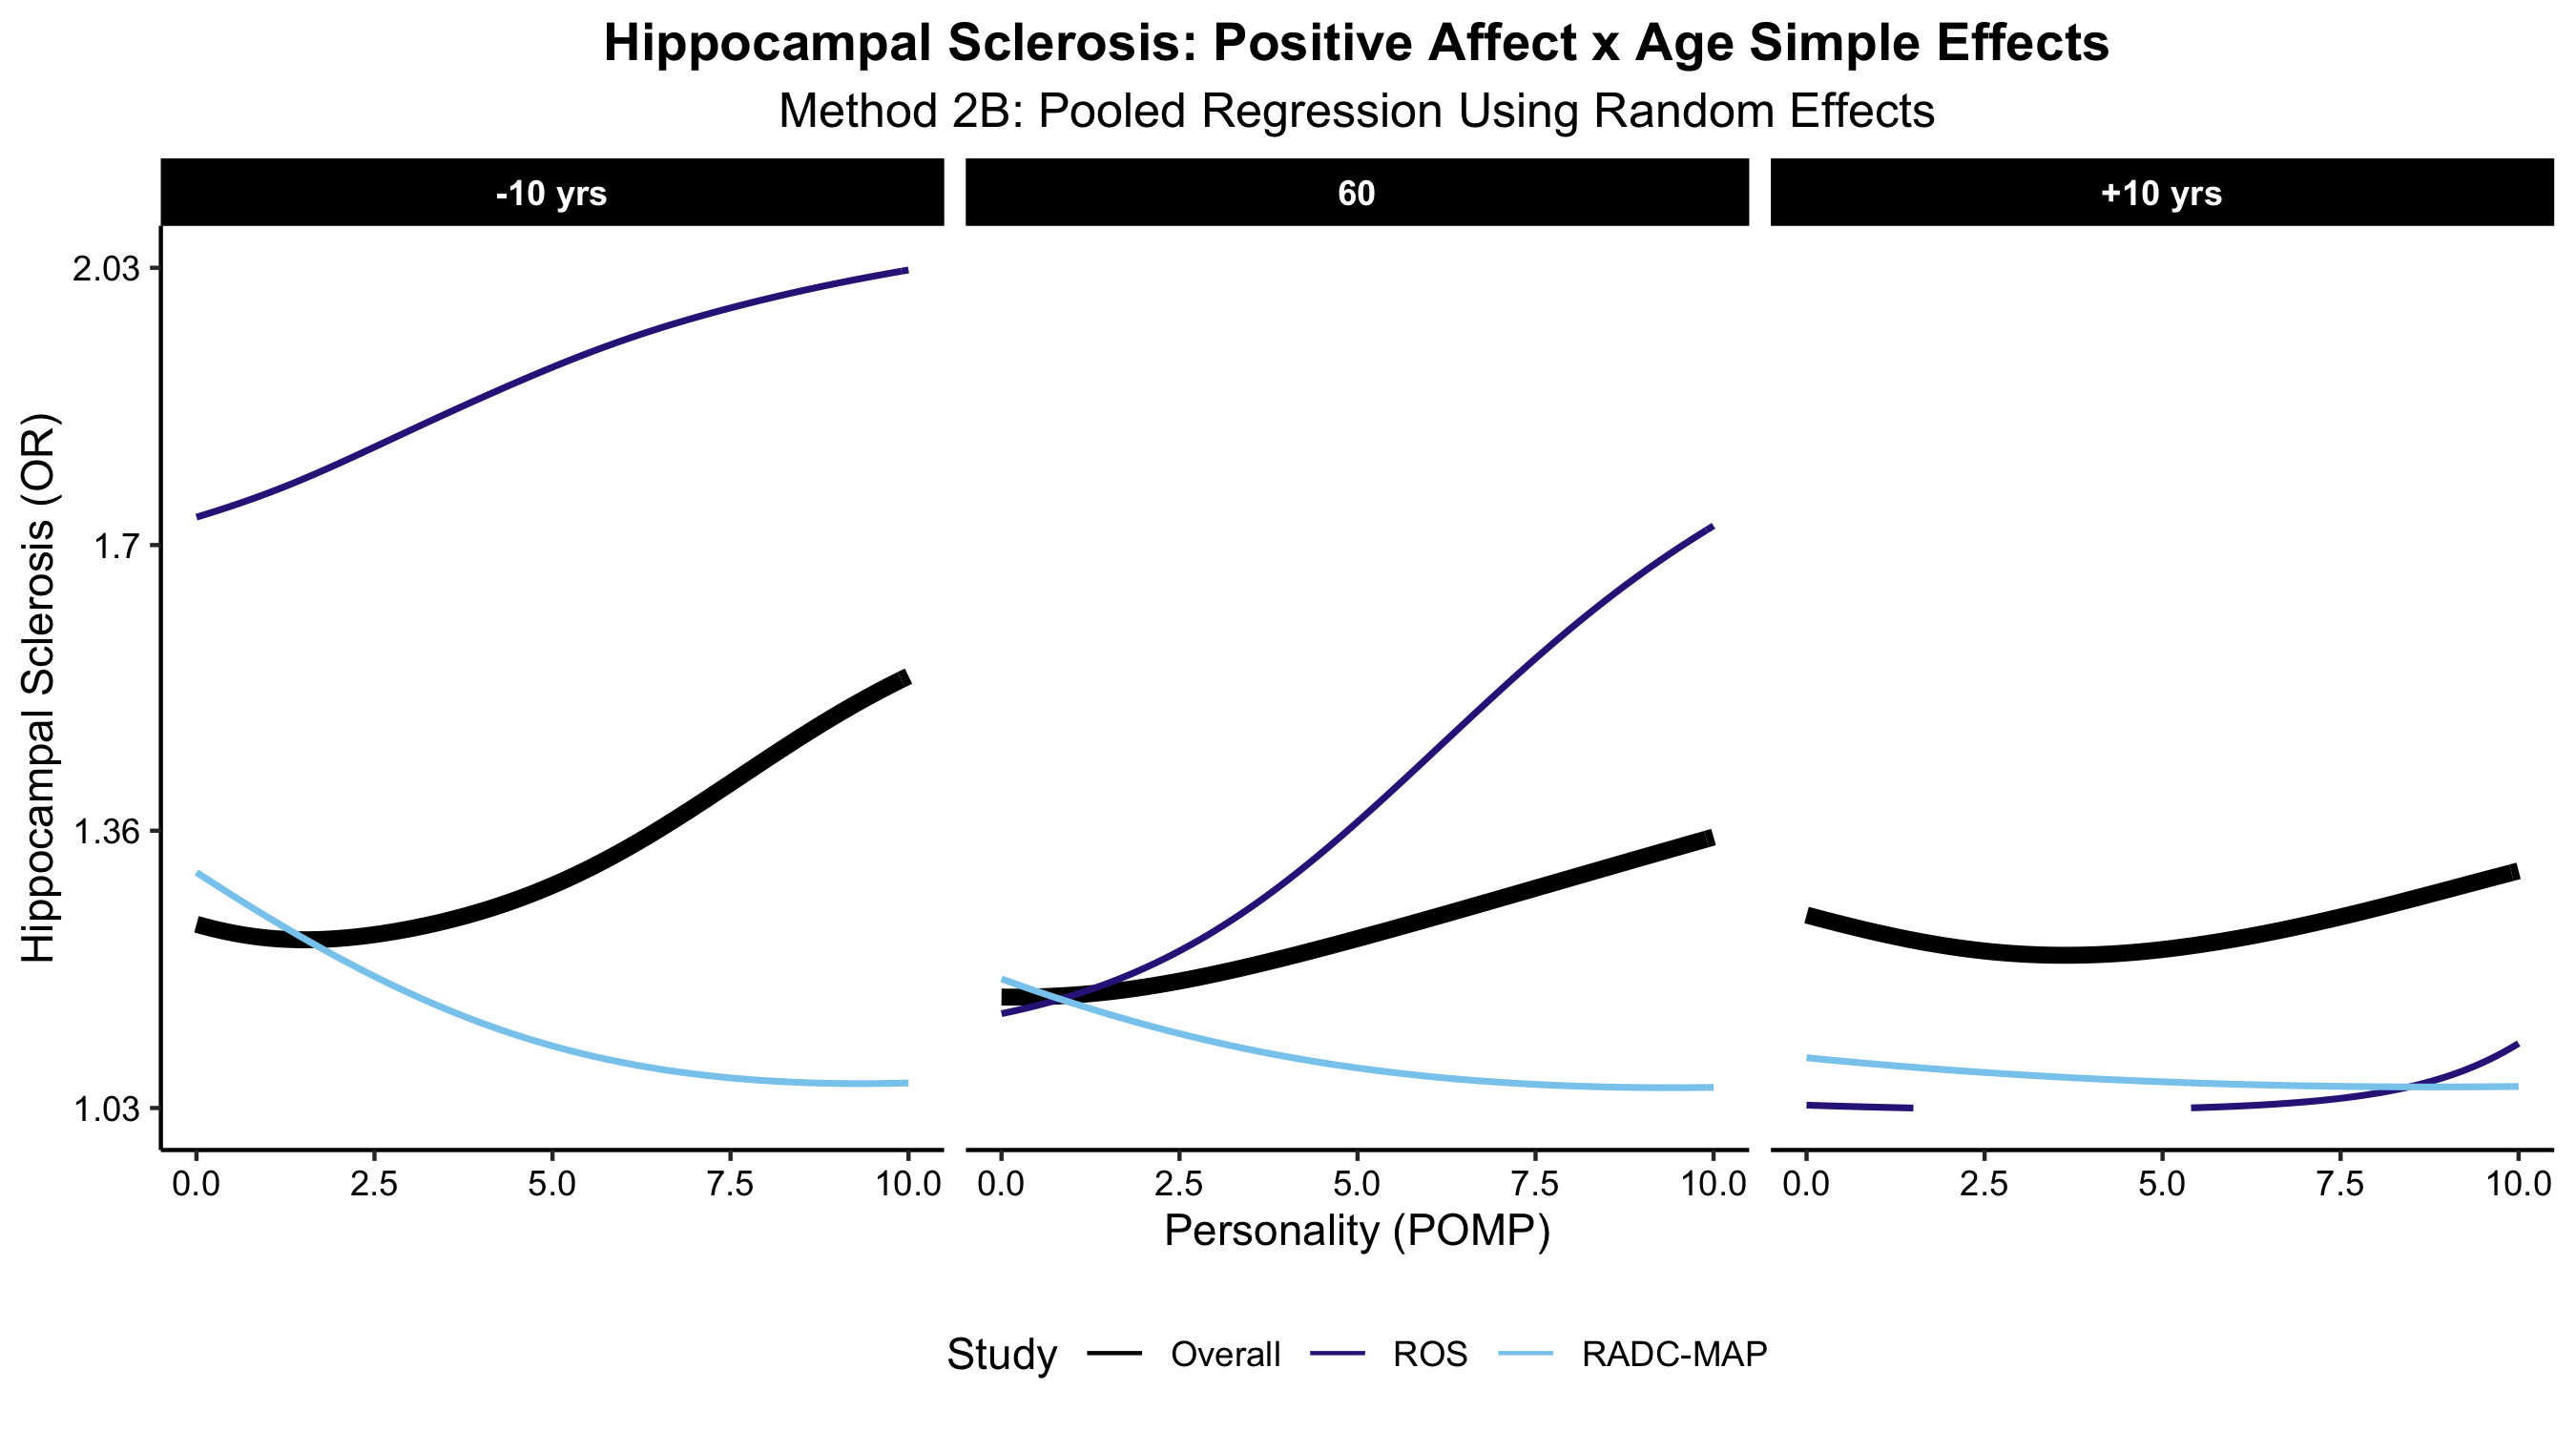 Hippocampal Sclerosis: Positive Affect x Age Simple Effects
Method 2B: Pooled Regression Using Random Effects
-10 yrs 60 +10 yrs
Hippocampal Sclerosis (OR)
2.03
1.7
1.36
1.03
0.0 2.5 5.0 7.5 10.0 0.0 2.5 5.0 7.5 10.0 0.0 2.5 5.0 7.5 10.0
Personality (POMP)
Study Overall ROS RADC-MAP